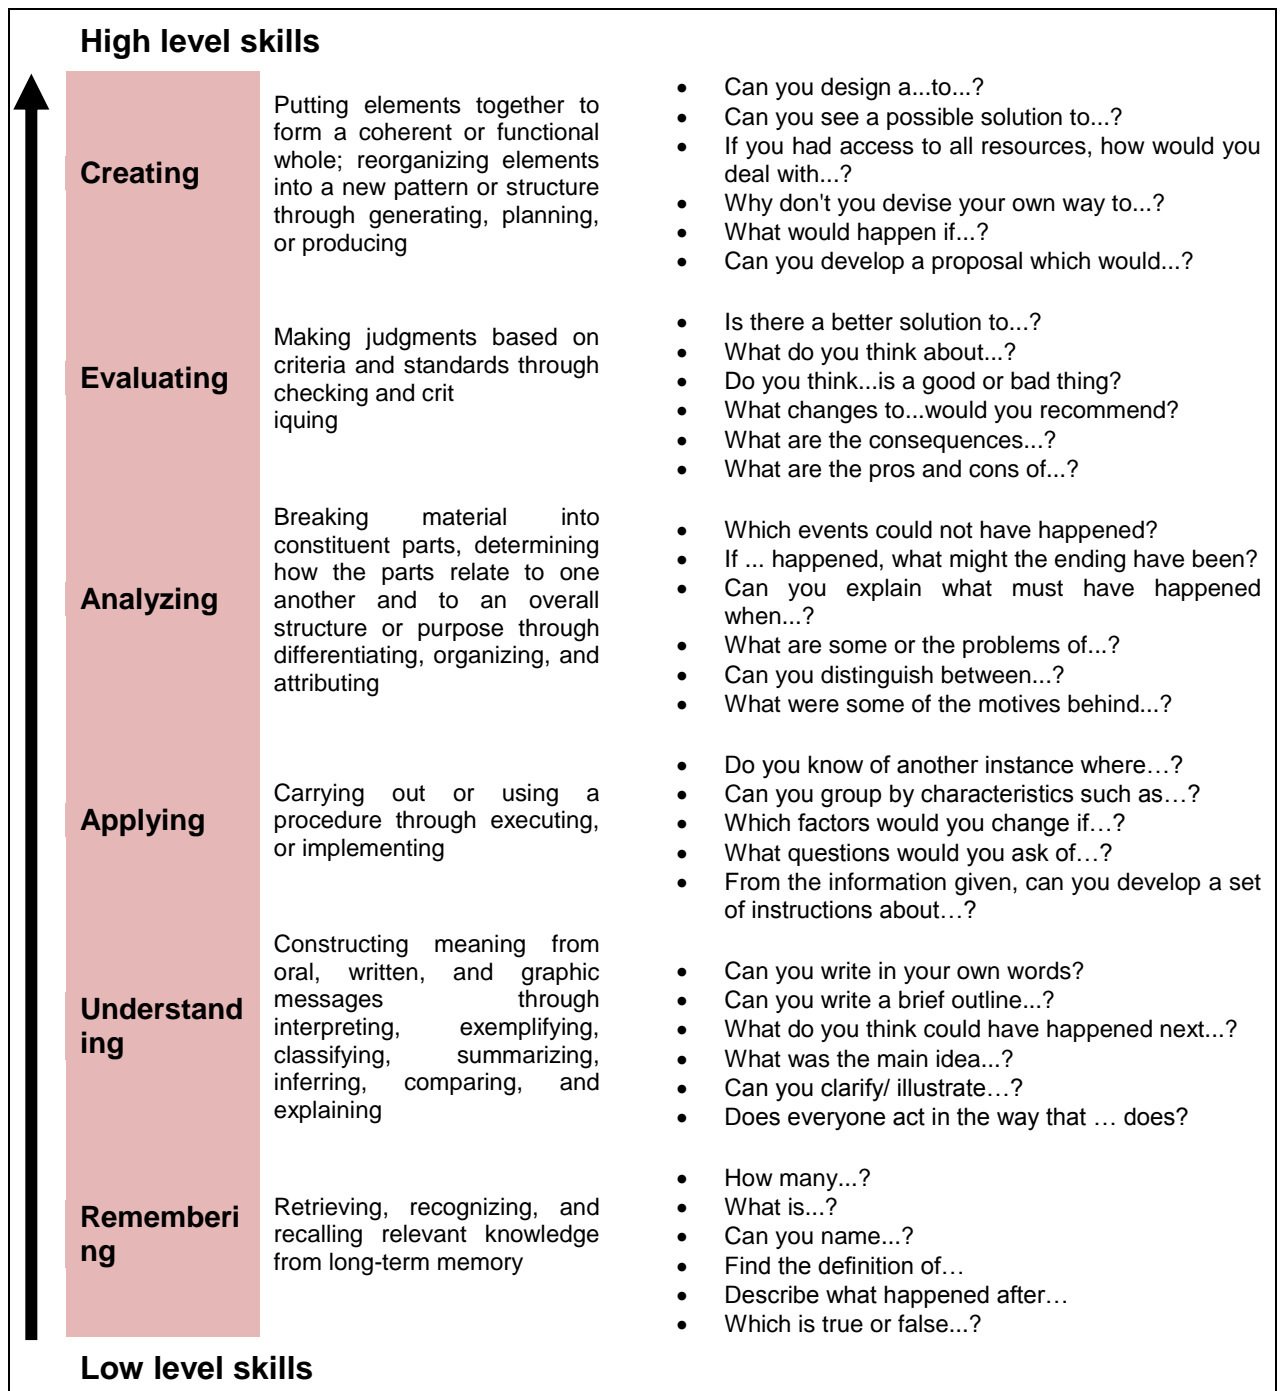 High level skills
Creating
Putting elements together to
form a coherent or functional
whole; reorganizing elements
into a new pattern or structure
through generating, planning,
or producing
• Can you design a...to...?
• Can you see a possible solution to...?
• If you had access to all resources, how would you
deal with...?
• Why don't you devise your own way to...?
• What would happen if...?
• Can you develop a proposal which would...?
Evaluating
Making judgments based on
criteria and standards through
checking and crit
iquing
• Is there a better solution to...?
• What do you think about...?
• Do you think...is a good or bad thing?
• What changes to...would you recommend?
• What are the consequences...?
• What are the pros and cons of...?
Analyzing
Breaking material into
constituent parts, determining
how the parts relate to one
another and to an overall
structure or purpose through
differentiating, organizing, and
attributing
• Which events could not have happened?
• If ... happened, what might the ending have been?
• Can you explain what must have happened
when...?
• What are some or the problems of...?
• Can you distinguish between...?
• What were some of the motives behind...?
Applying
Carrying out or using a
procedure through executing,
or implementing
• Do you know of another instance where…?
• Can you group by characteristics such as…?
• Which factors would you change if…?
• What questions would you ask of…?
• From the information given, can you develop a set
of instructions about…?
Understand
ing
Constructing meaning from
oral, written, and graphic
messages through
interpreting, exemplifying,
classifying, summarizing,
inferring, comparing, and
explaining
• Can you write in your own words?
• Can you write a brief outline...?
• What do you think could have happened next...?
• What was the main idea...?
• Can you clarify/ illustrate…?
• Does everyone act in the way that … does?
Rememberi
ng
Retrieving, recognizing, and
recalling relevant knowledge
from long-term memory
• How many...?
• What is...?
• Can you name...?
• Find the definition of…
• Describe what happened after…
• Which is true or false...?
Low level skills